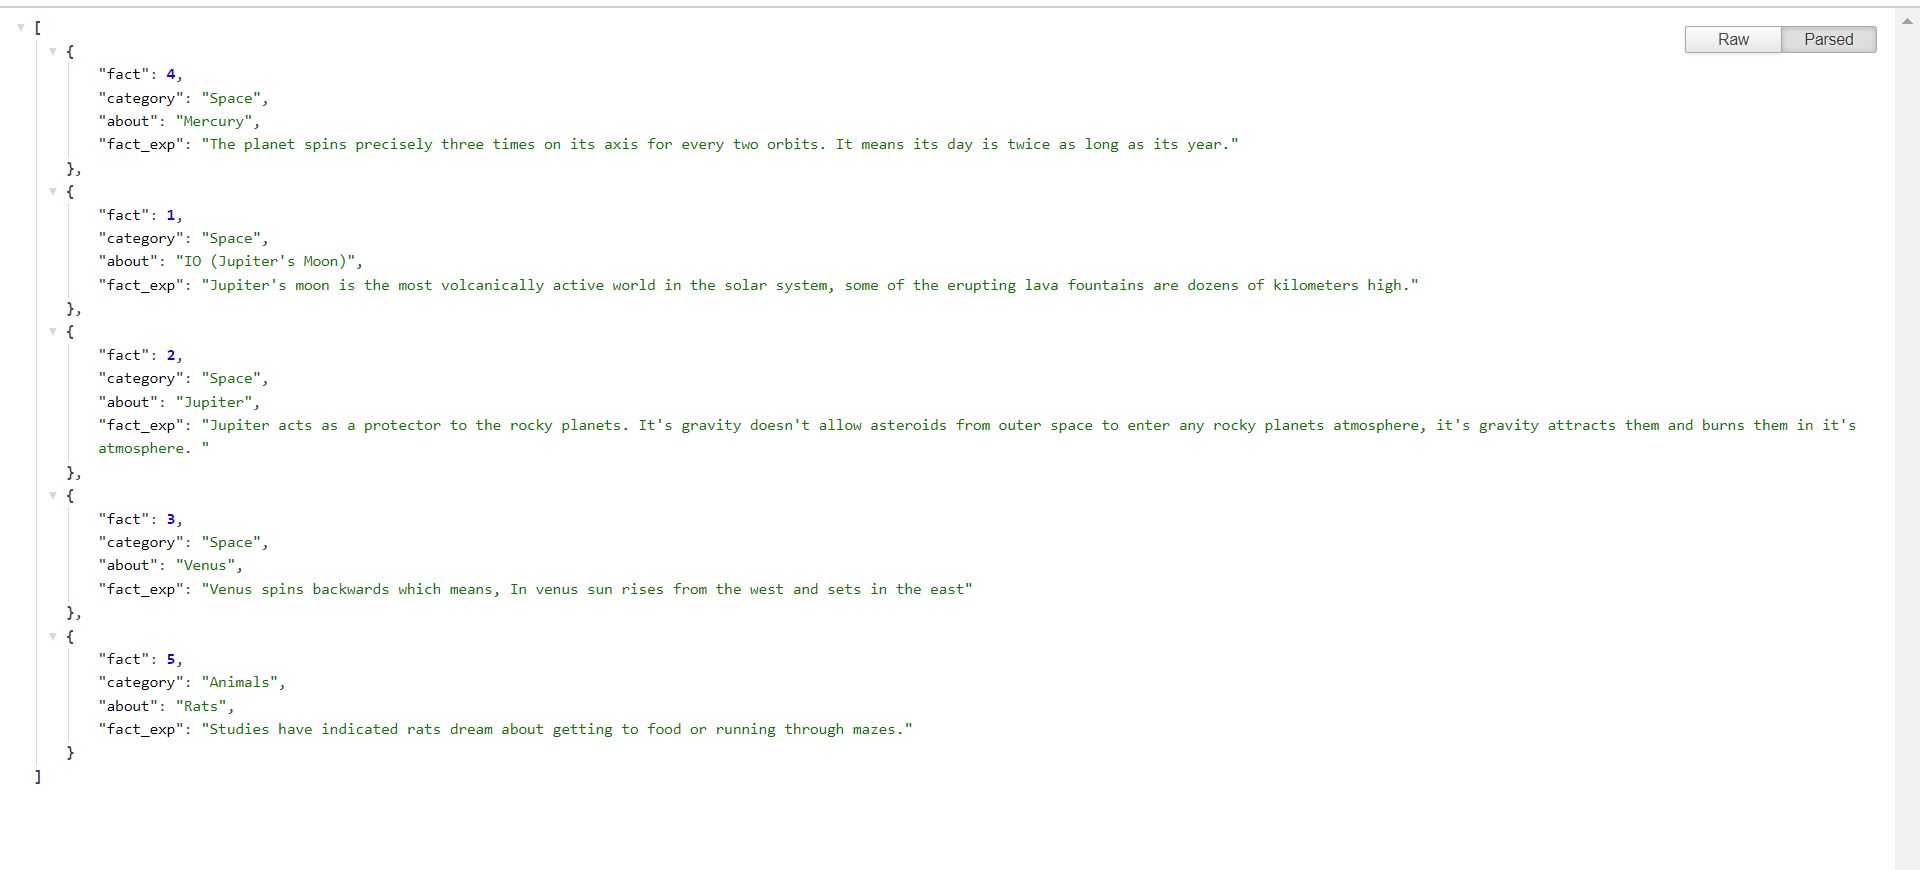 [
{
"fact": 4,
"category": "Space",
"about": "Mercury",
"fact_exp": "The planet spins precisely three times on its axis for every two orbits. It means its day is twice as long as its year."
},
{
"fact": 1,
"category": "Space",
"about": "IO (Jupiter's Moon)",
"fact_exp": "Jupiter's moon is the most volcanically active world in the solar system, some of the erupting lava fountains are dozens of kilometers high."
},
{
"fact": 2,
"category": "Space",
"about": "Jupiter",
"fact_exp": "Jupiter acts as a protector to the rocky planets. It's gravity doesn't allow asteroids from outer space to enter any rocky planets atmosphere, it's gravity attracts them and burns them in it's
atmosphere. "
},
{
"fact": 3,
"category": "Space",
"about": "Venus",
"fact_exp": "Venus spins backwards which means, In venus sun rises from the west and sets in the east"
},
{
"fact": 5,
"category": "Animals",
"about": "Rats",
"fact_exp": "Studies have indicated rats dream about getting to food or running through mazes."
}
]
Raw Parsed